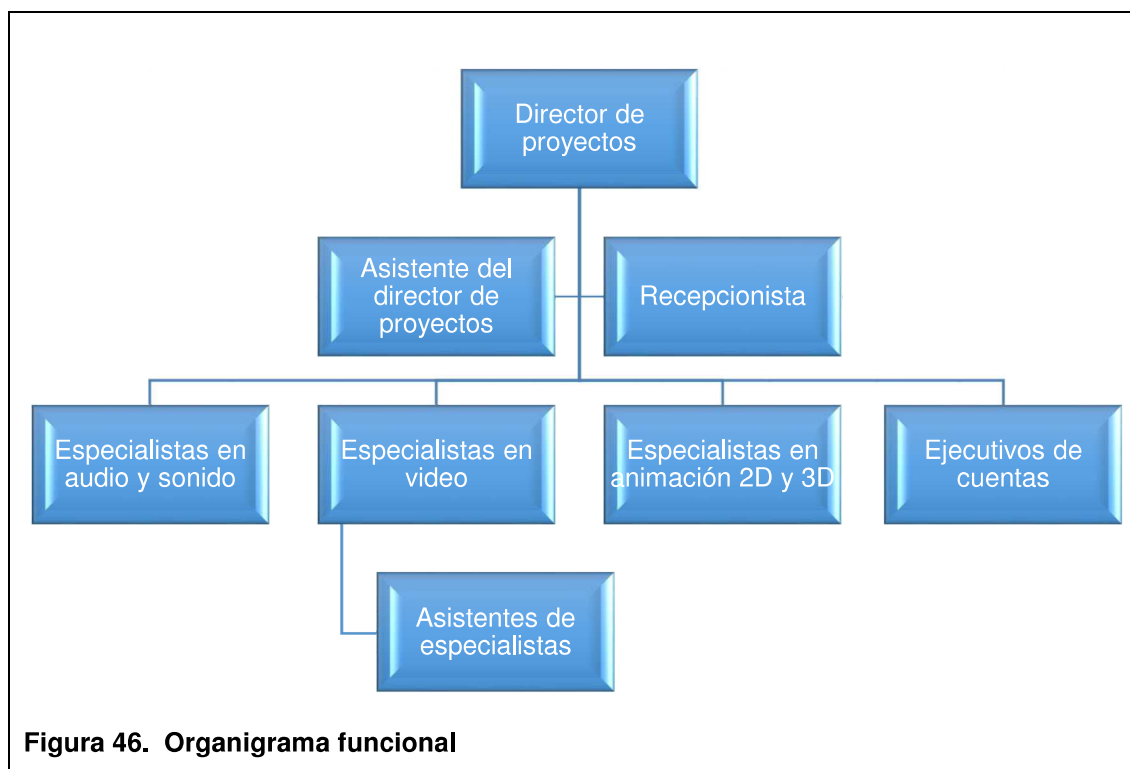 Director de
proyectos
Asistente del
director de
proyectos
Recepcionista
Especialistas en
audio y sonido
Especialistas en
video
Especialistas en
animación 2D y 3D
Ejecutivos de
cuentas
Asistentes de
especialistas
Figura 46. Organigrama funcional